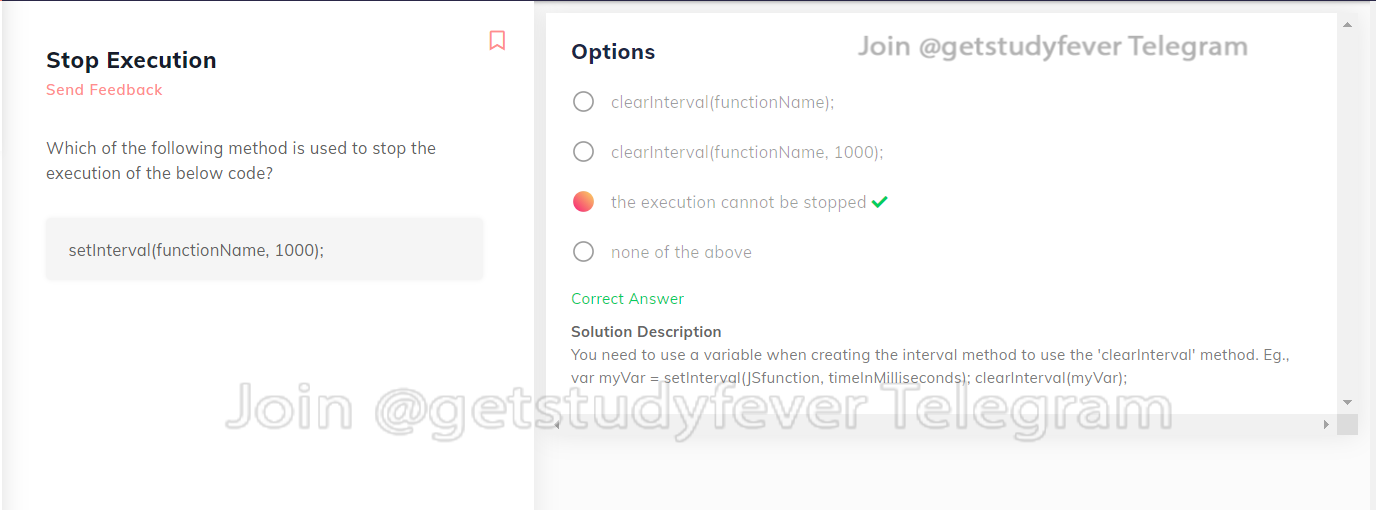 Stop Execution
Send Feedback
Which of the following method is used to stop the
execution of the below code?
setInterval(functionName, 1000);
Join @getstudyfever Telegram
Options
clearInterval(functionName);
clearInterval(functionName, 1000);
the execution cannot be stopped
none of the above
Correct Answer
Solution Description
You need to use a variable when creating the interval method to use the 'clearInterval' method. Eg.,
var myVar = setInterval(JSfunction, timeInMilliseconds); clearInterval(myVar);
Join @getstudyfever Telegram